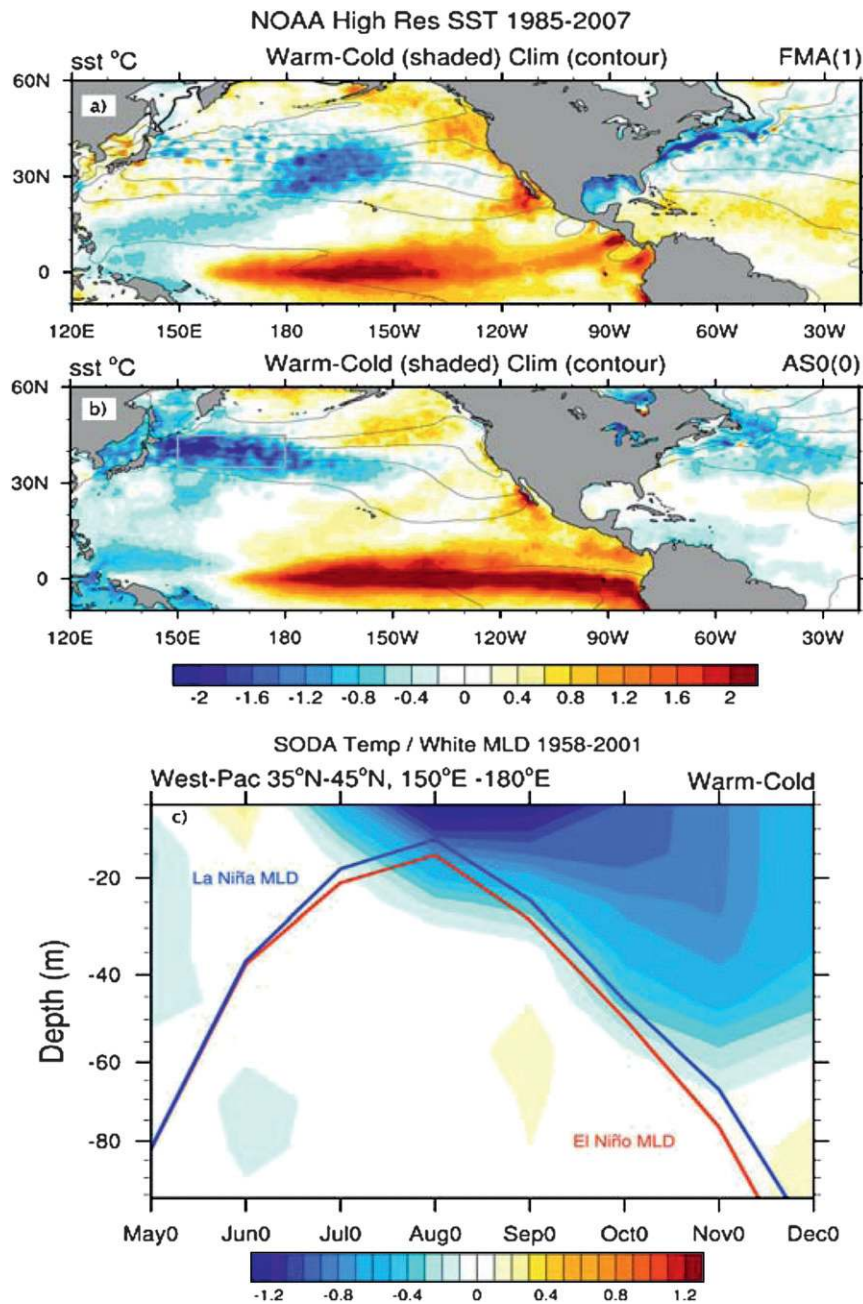 NOAA High Res SST 1985-2007
sst °C Warm-Cold (shaded) Clim (contour) FMA(1)
60N
a)
30N
0
120E 150E 180 150W 120W 90W 60W 30W
sst °C Warm-Cold (shaded) Clim (contour) AS0(0)
60N
b)
30N
0
120E 150E 180 150W 120W 90W 60W 30W
-2 -1.6 -1.2 -0.8 -0.4 0 0.4 0.8 1.2 1.6 2
SODA Temp / White MLD 1958-2001
West-Pac 35°N-45°N, 150°E -180°E Warm-Cold
c)
La Niña MLD
-20
-40
Depth (m)
-60
El Niño MLD
-80
May0 Jun0 Jul0 Aug0 Sep0 Oct0 Nov0 Dec0
-1.2 -0.8 -0.4 0 0.4 0.8 1.2